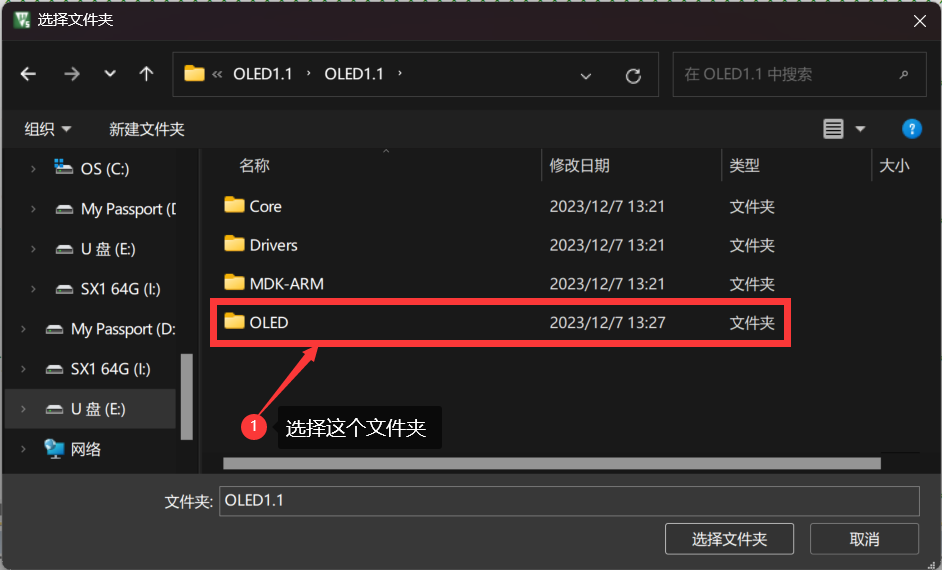 选择文件夹
OLED1.1 › OLED1.1 ›
在 OLED1.1 中搜索
组织 新建文件夹
名称 修改日期 类型 大小
OS (C:)
My Passport (D
U 盘 (E:)
SX1 64G (I:)
My Passport (D:
SX1 64G (I:)
U 盘 (E:)
网络
Core 2023/12/7 13:21 文件夹
Drivers 2023/12/7 13:21 文件夹
MDK-ARM 2023/12/7 13:21 文件夹
OLED 2023/12/7 13:27 文件夹
1 选择这个文件夹
文件夹: OLED1.1
选择文件夹 取消